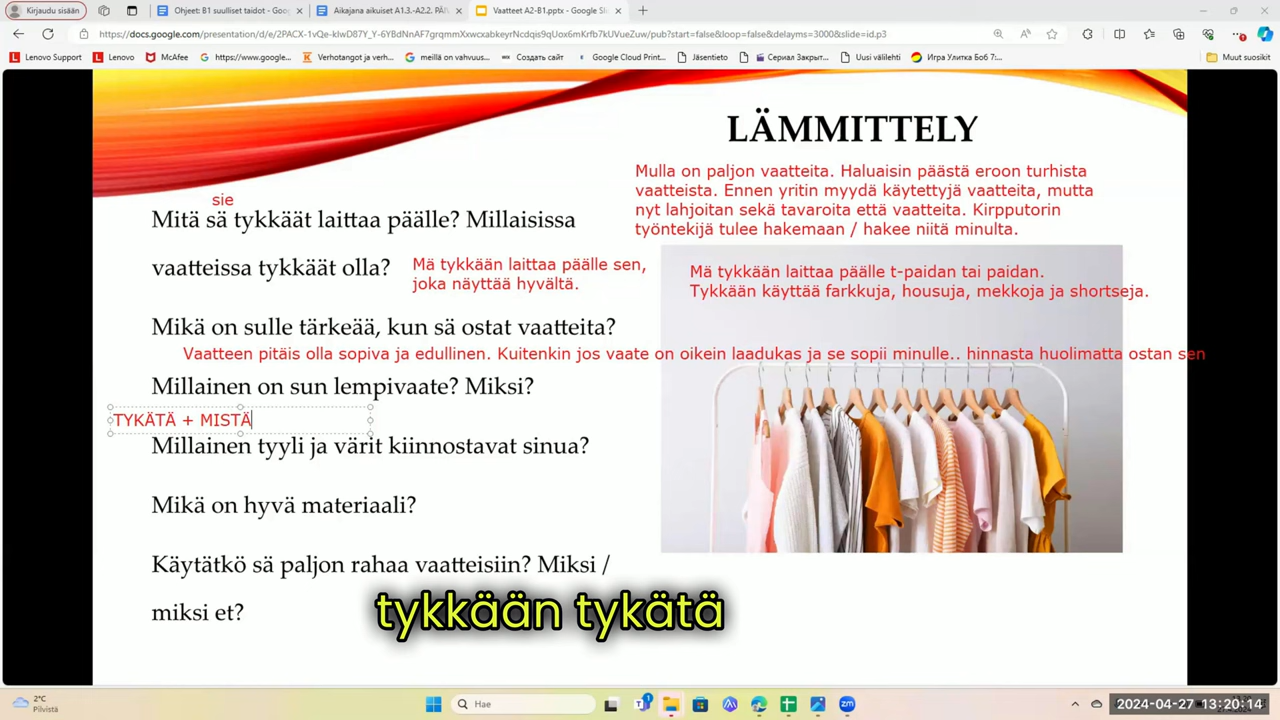 Kirjaudu sisään
Ohjeet: B1 suulliset taidot - Goog
Aikajana aikuiset A1.3.-A2.2. PÄI
Vaatteet A2-B1.pptx - Google Sli
https://docs.google.com/presentation/d/e/2PACX-1vQe-kIwD87Y_Y-6YBdNnAF7grqmmXxwcxabkeyrNcdqis9qUox6mKrfb7kUVueZuw/pub?start=false&loop=false&delayms=3000&slide=id.p3
Lenovo Support
Lenovo
McAfee
https://www.google...
Verhotangot ja verh...
meillä on vahvuus...
Создать сайт
Google Cloud Print...
Jäsentieto
Сериал Закрыт...
Uusi välilehti
Игра Улитка Боб 7:...
Muut suosikit
LÄMMITTELY
Mulla on paljon vaatteita. Haluaisin päästä eroon turhista
vaatteista. Ennen yritin myydä käytettyjä vaatteita, mutta
nyt lahjoitan sekä tavaroita että vaatteita. Kirpputorin
työntekijä tulee hakemaan / hakee niitä minulta.
sie
Mitä sä tykkäät laittaa päälle? Millaisissa
vaatteissa tykkäät olla?
Mä tykkään laittaa päälle sen,
joka näyttää hyvältä.
Mä tykkään laittaa päälle t-paidan tai paidan.
Tykkään käyttää farkkuja, housuja, mekkoja ja shortseja.
Mikä on sulle tärkeää, kun sä ostat vaatteita?
Vaatteen pitäis olla sopiva ja edullinen. Kuitenkin jos vaate on oikein laadukas ja se sopii minulle.. hinnasta huolimatta ostan sen
Millainen on sun lempivaate? Miksi?
TYKÄTÄ + MISTÄ
Millainen tyyli ja värit kiinnostavat sinua?
Mikä on hyvä materiaali?
Käytätkö sä paljon rahaa vaatteisiin? Miksi /
miksi et?
tykkään tykätä
2°C
Pilvistä
Hae
2024-04-27 13:20:14